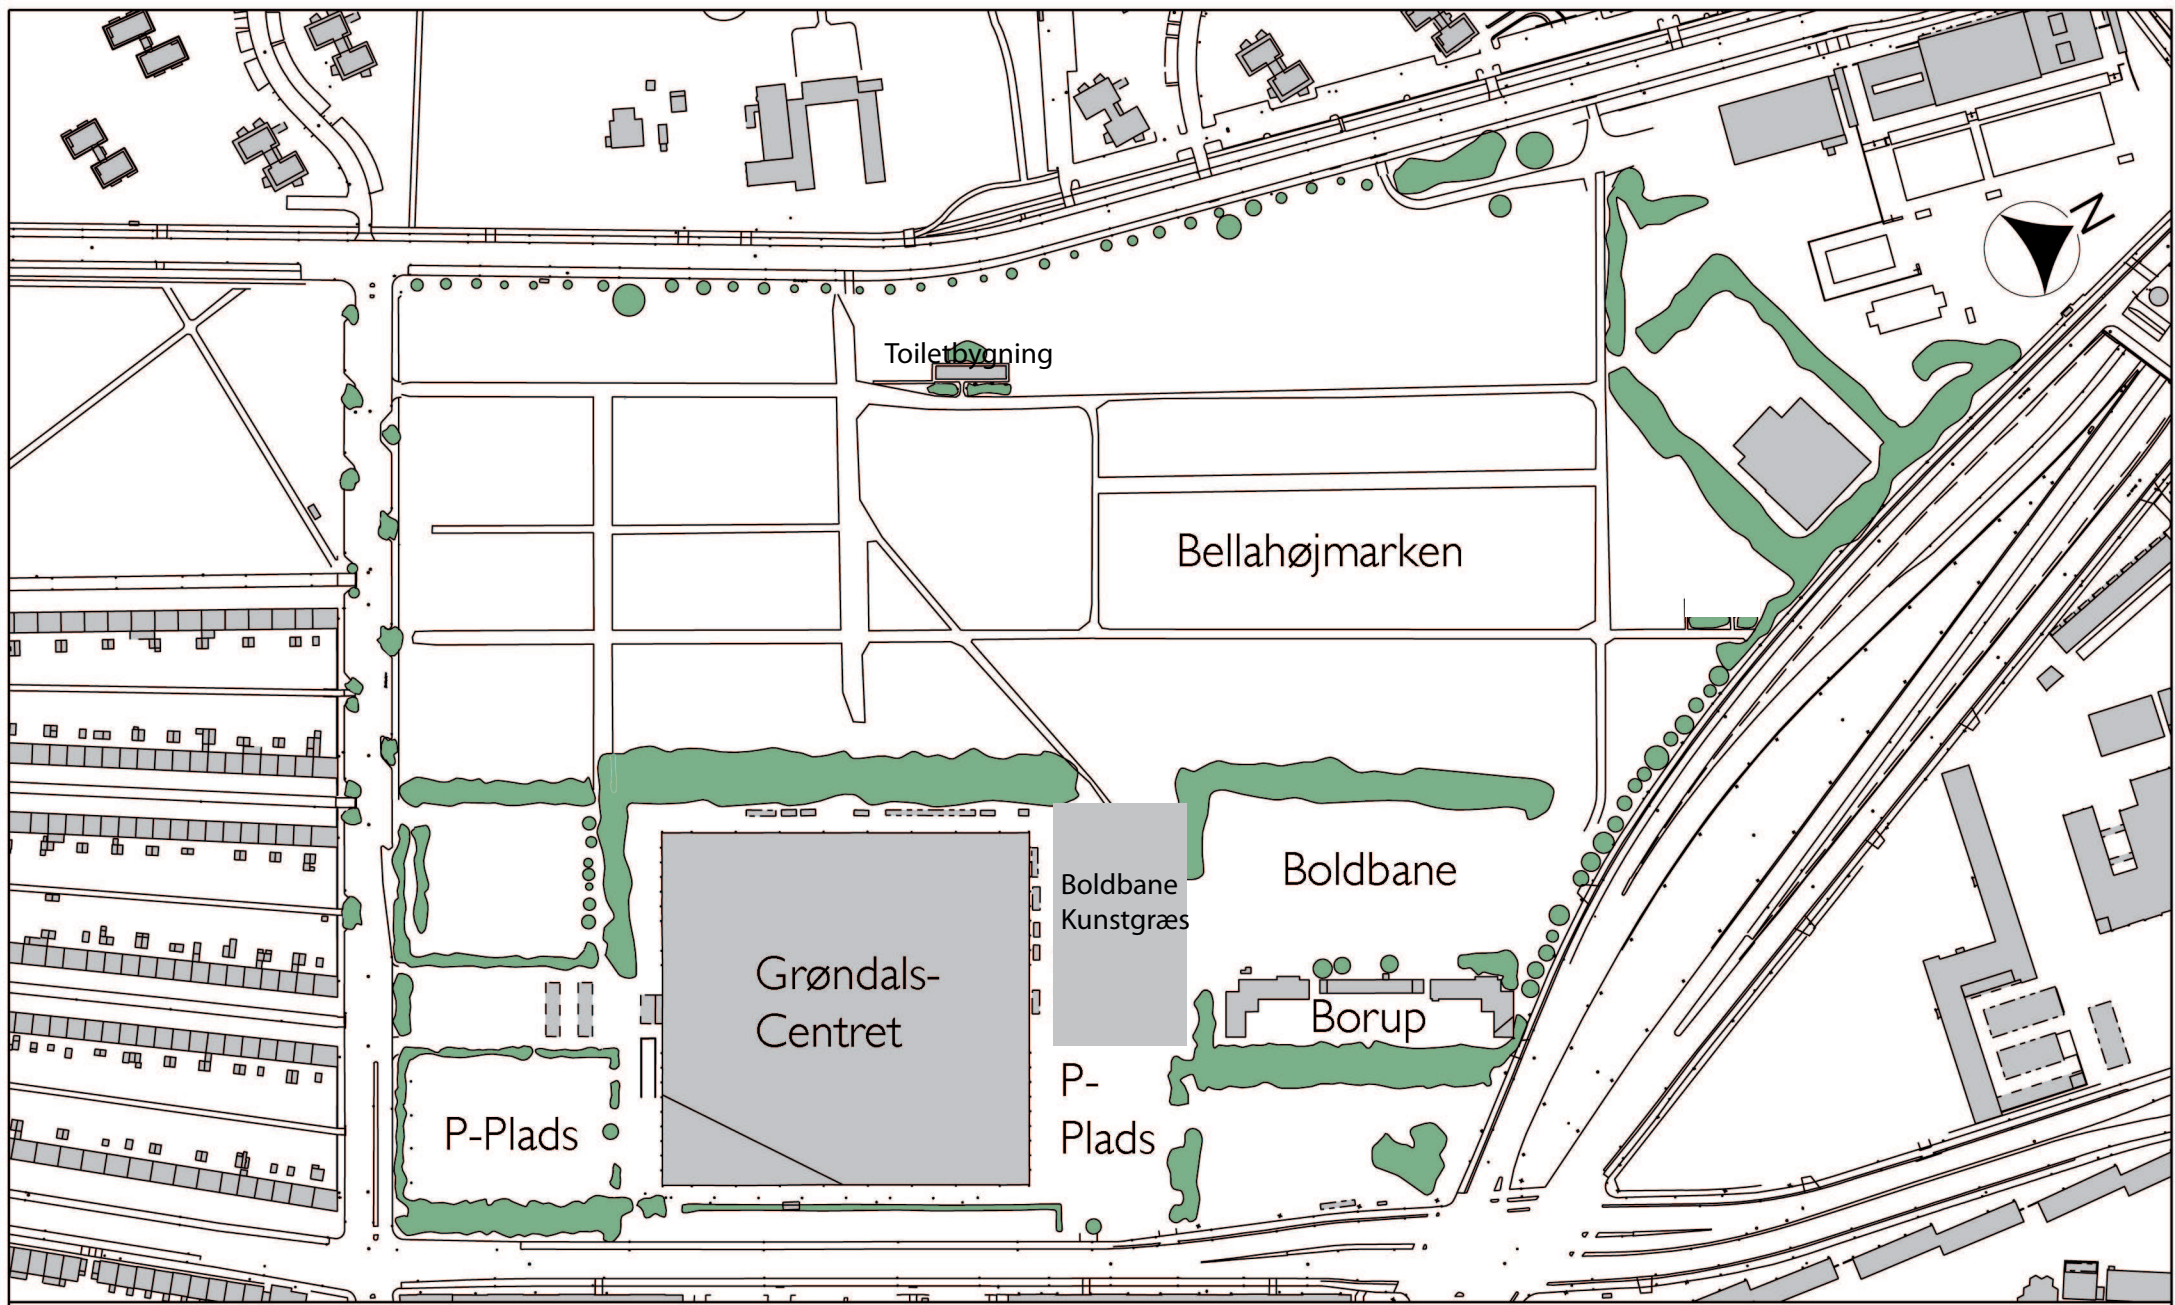 N
Toiletbygning
Bellahøjmarken
Boldbane
Boldbane
Kunstgræs
Grøndals-
Centret
Borup
P-
Plads
P-Plads